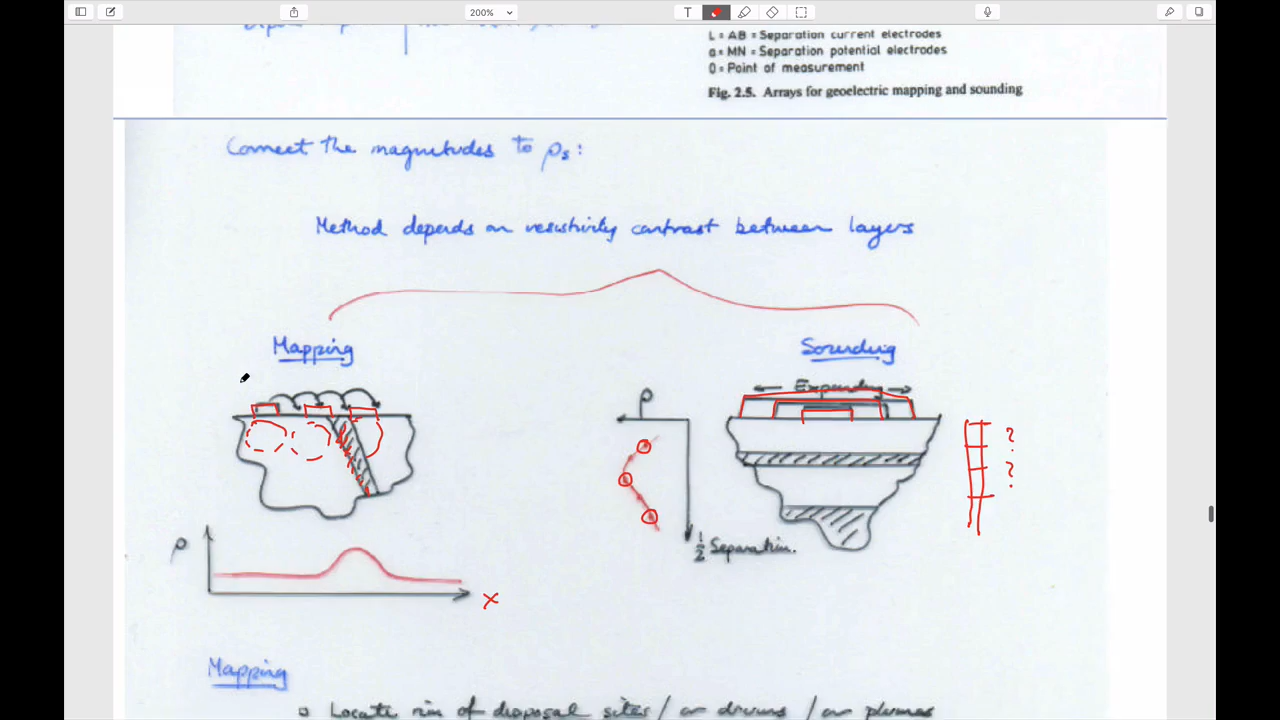 200%
T
L = AB = Separation current electrodes
a = MN = Separation potential electrodes
0 = Point of measurement
Fig. 2.5. Arrays for geoelectric mapping and sounding
Connect the magnitudes to ρs:
Method depends on resistivity contrast between layers
Mapping
Sounding
← Expanding →
ρ
?
?
½ Separation.
ρ
x
Mapping
o Locate rim of disposal sites / or drums / or plumes